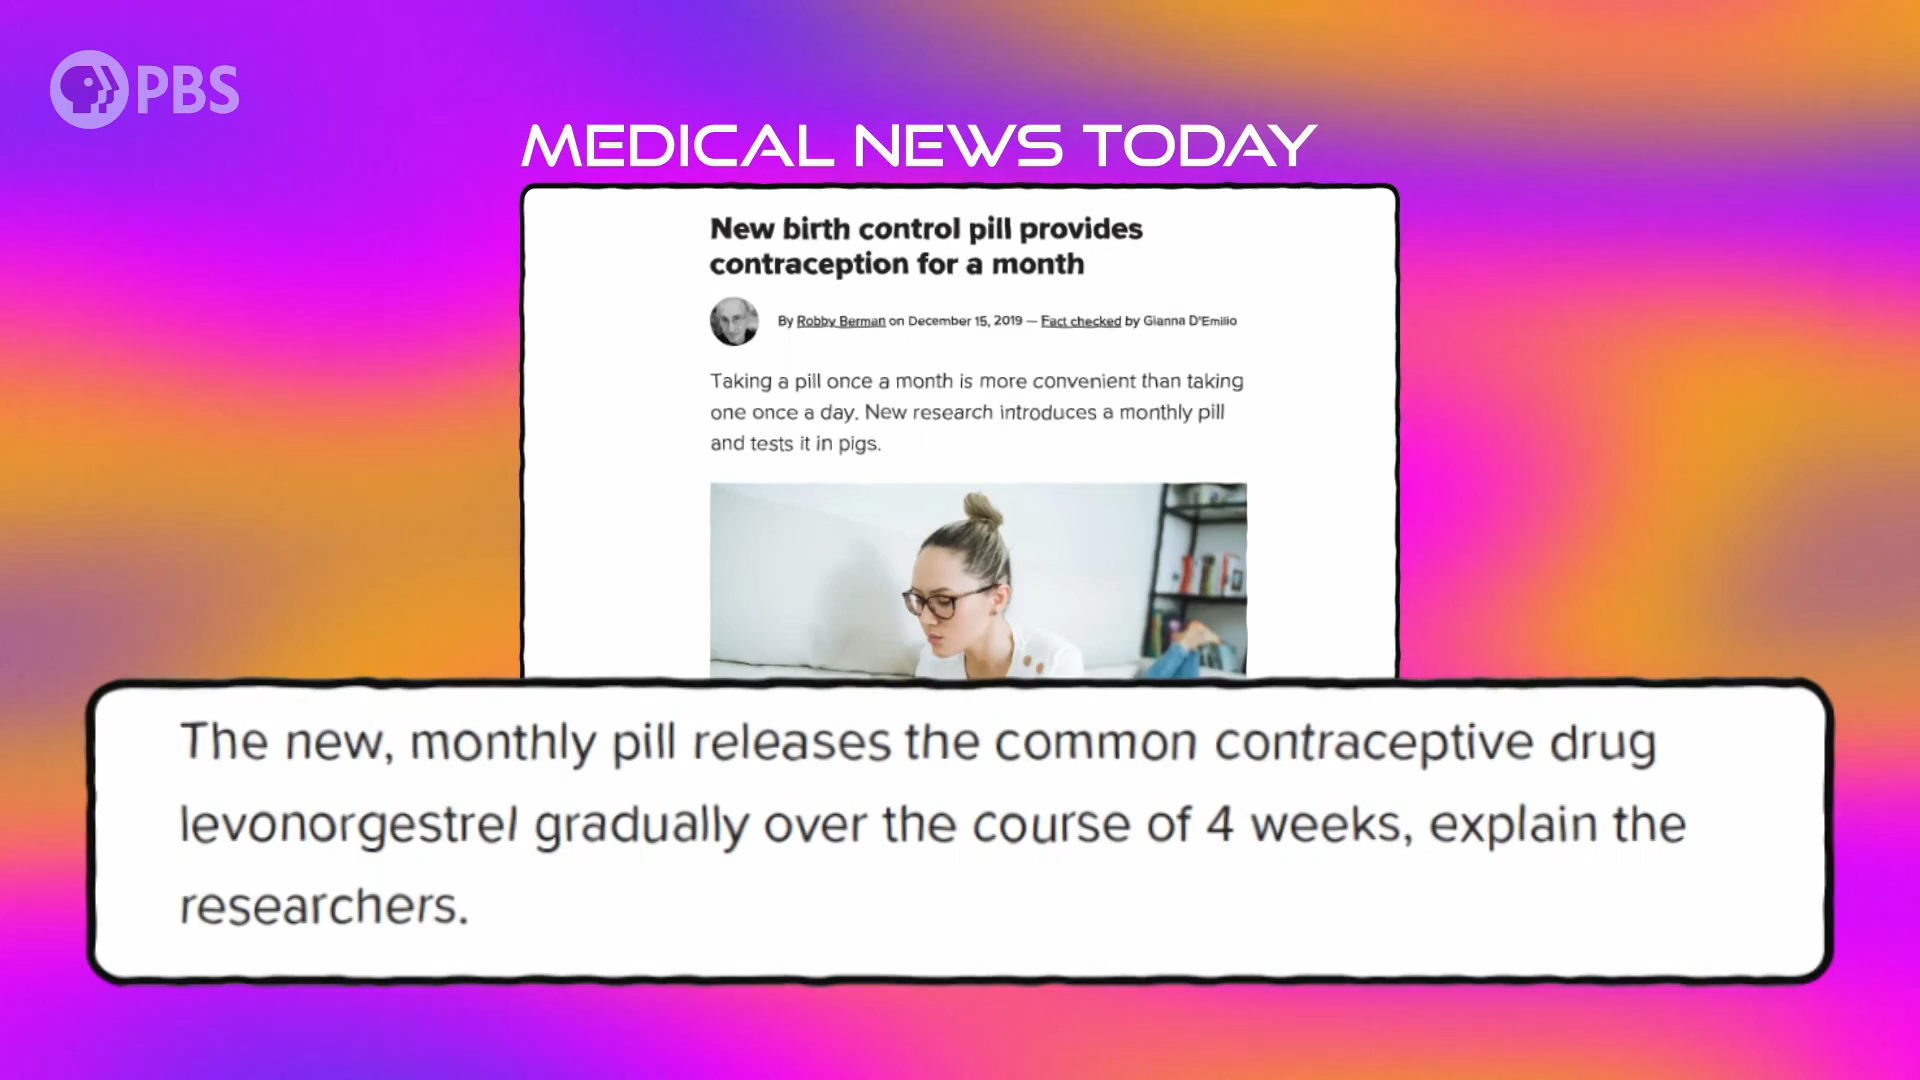 PBS
MEDICAL NEWS TODAY
New birth control pill provides
contraception for a month
By Robby Berman on December 15, 2019 — Fact checked by Gianna D'Emilio
Taking a pill once a month is more convenient than taking
one once a day. New research introduces a monthly pill
and tests it in pigs.
The new, monthly pill releases the common contraceptive drug
levonorgestrel gradually over the course of 4 weeks, explain the
researchers.